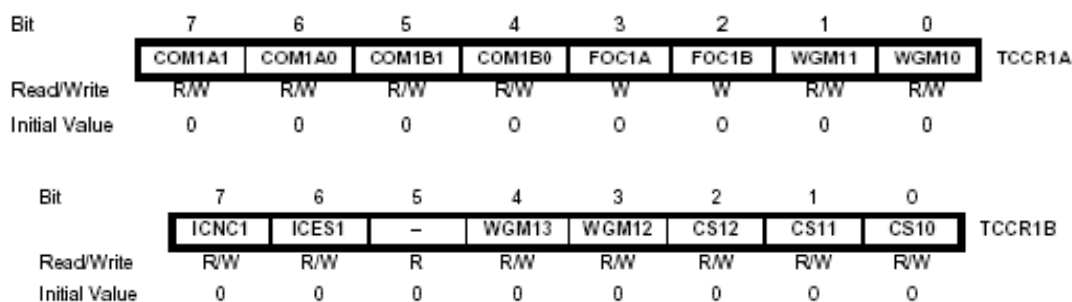 Bit 7 6 5 4 3 2 1 0
COM1A1 COM1A0 COM1B1 COM1B0 FOC1A FOC1B WGM11 WGM10 TCCR1A
Read/Write R/W R/W R/W R/W W W R/W R/W
Initial Value 0 0 0 0 0 0 0 0
Bit 7 6 5 4 3 2 1 0
ICNC1 ICES1 – WGM13 WGM12 CS12 CS11 CS10 TCCR1B
Read/Write R/W R/W R R/W R/W R/W R/W R/W
Initial Value 0 0 0 0 0 0 0 0